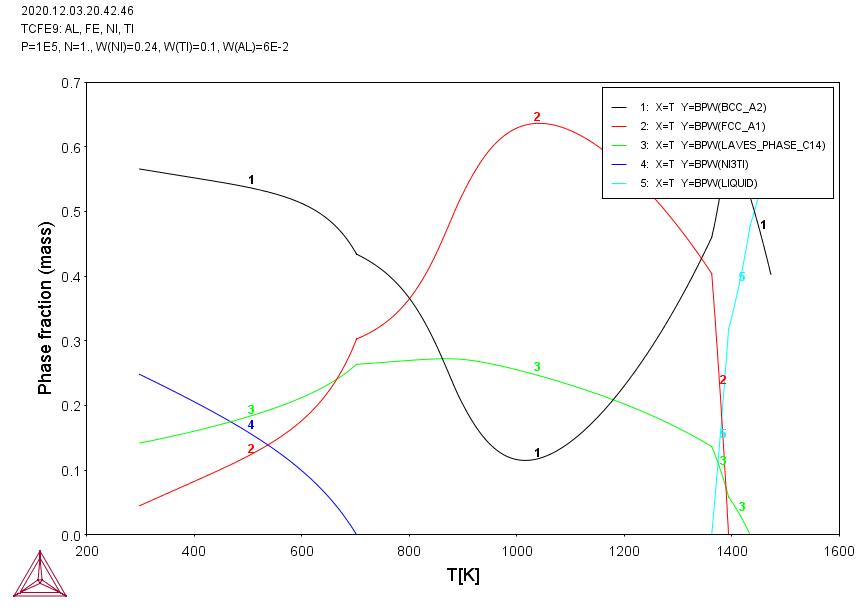 2020.12.03.20.42.46
TCFE9: AL, FE, NI, TI
P=1E5, N=1., W(NI)=0.24, W(TI)=0.1, W(AL)=6E-2
1: X=T Y=BPW(BCC_A2)
2: X=T Y=BPW(FCC_A1)
3: X=T Y=BPW(LAVES_PHASE_C14)
4: X=T Y=BPW(NI3TI)
5: X=T Y=BPW(LIQUID)
Phase fraction (mass)
0.7
0.6
0.5
0.4
0.3
0.2
0.1
0.0
1
3
4
2
2
3
1
1
5
2
5
3
3
200 400 600 800 1000 1200 1400 1600
T[K]